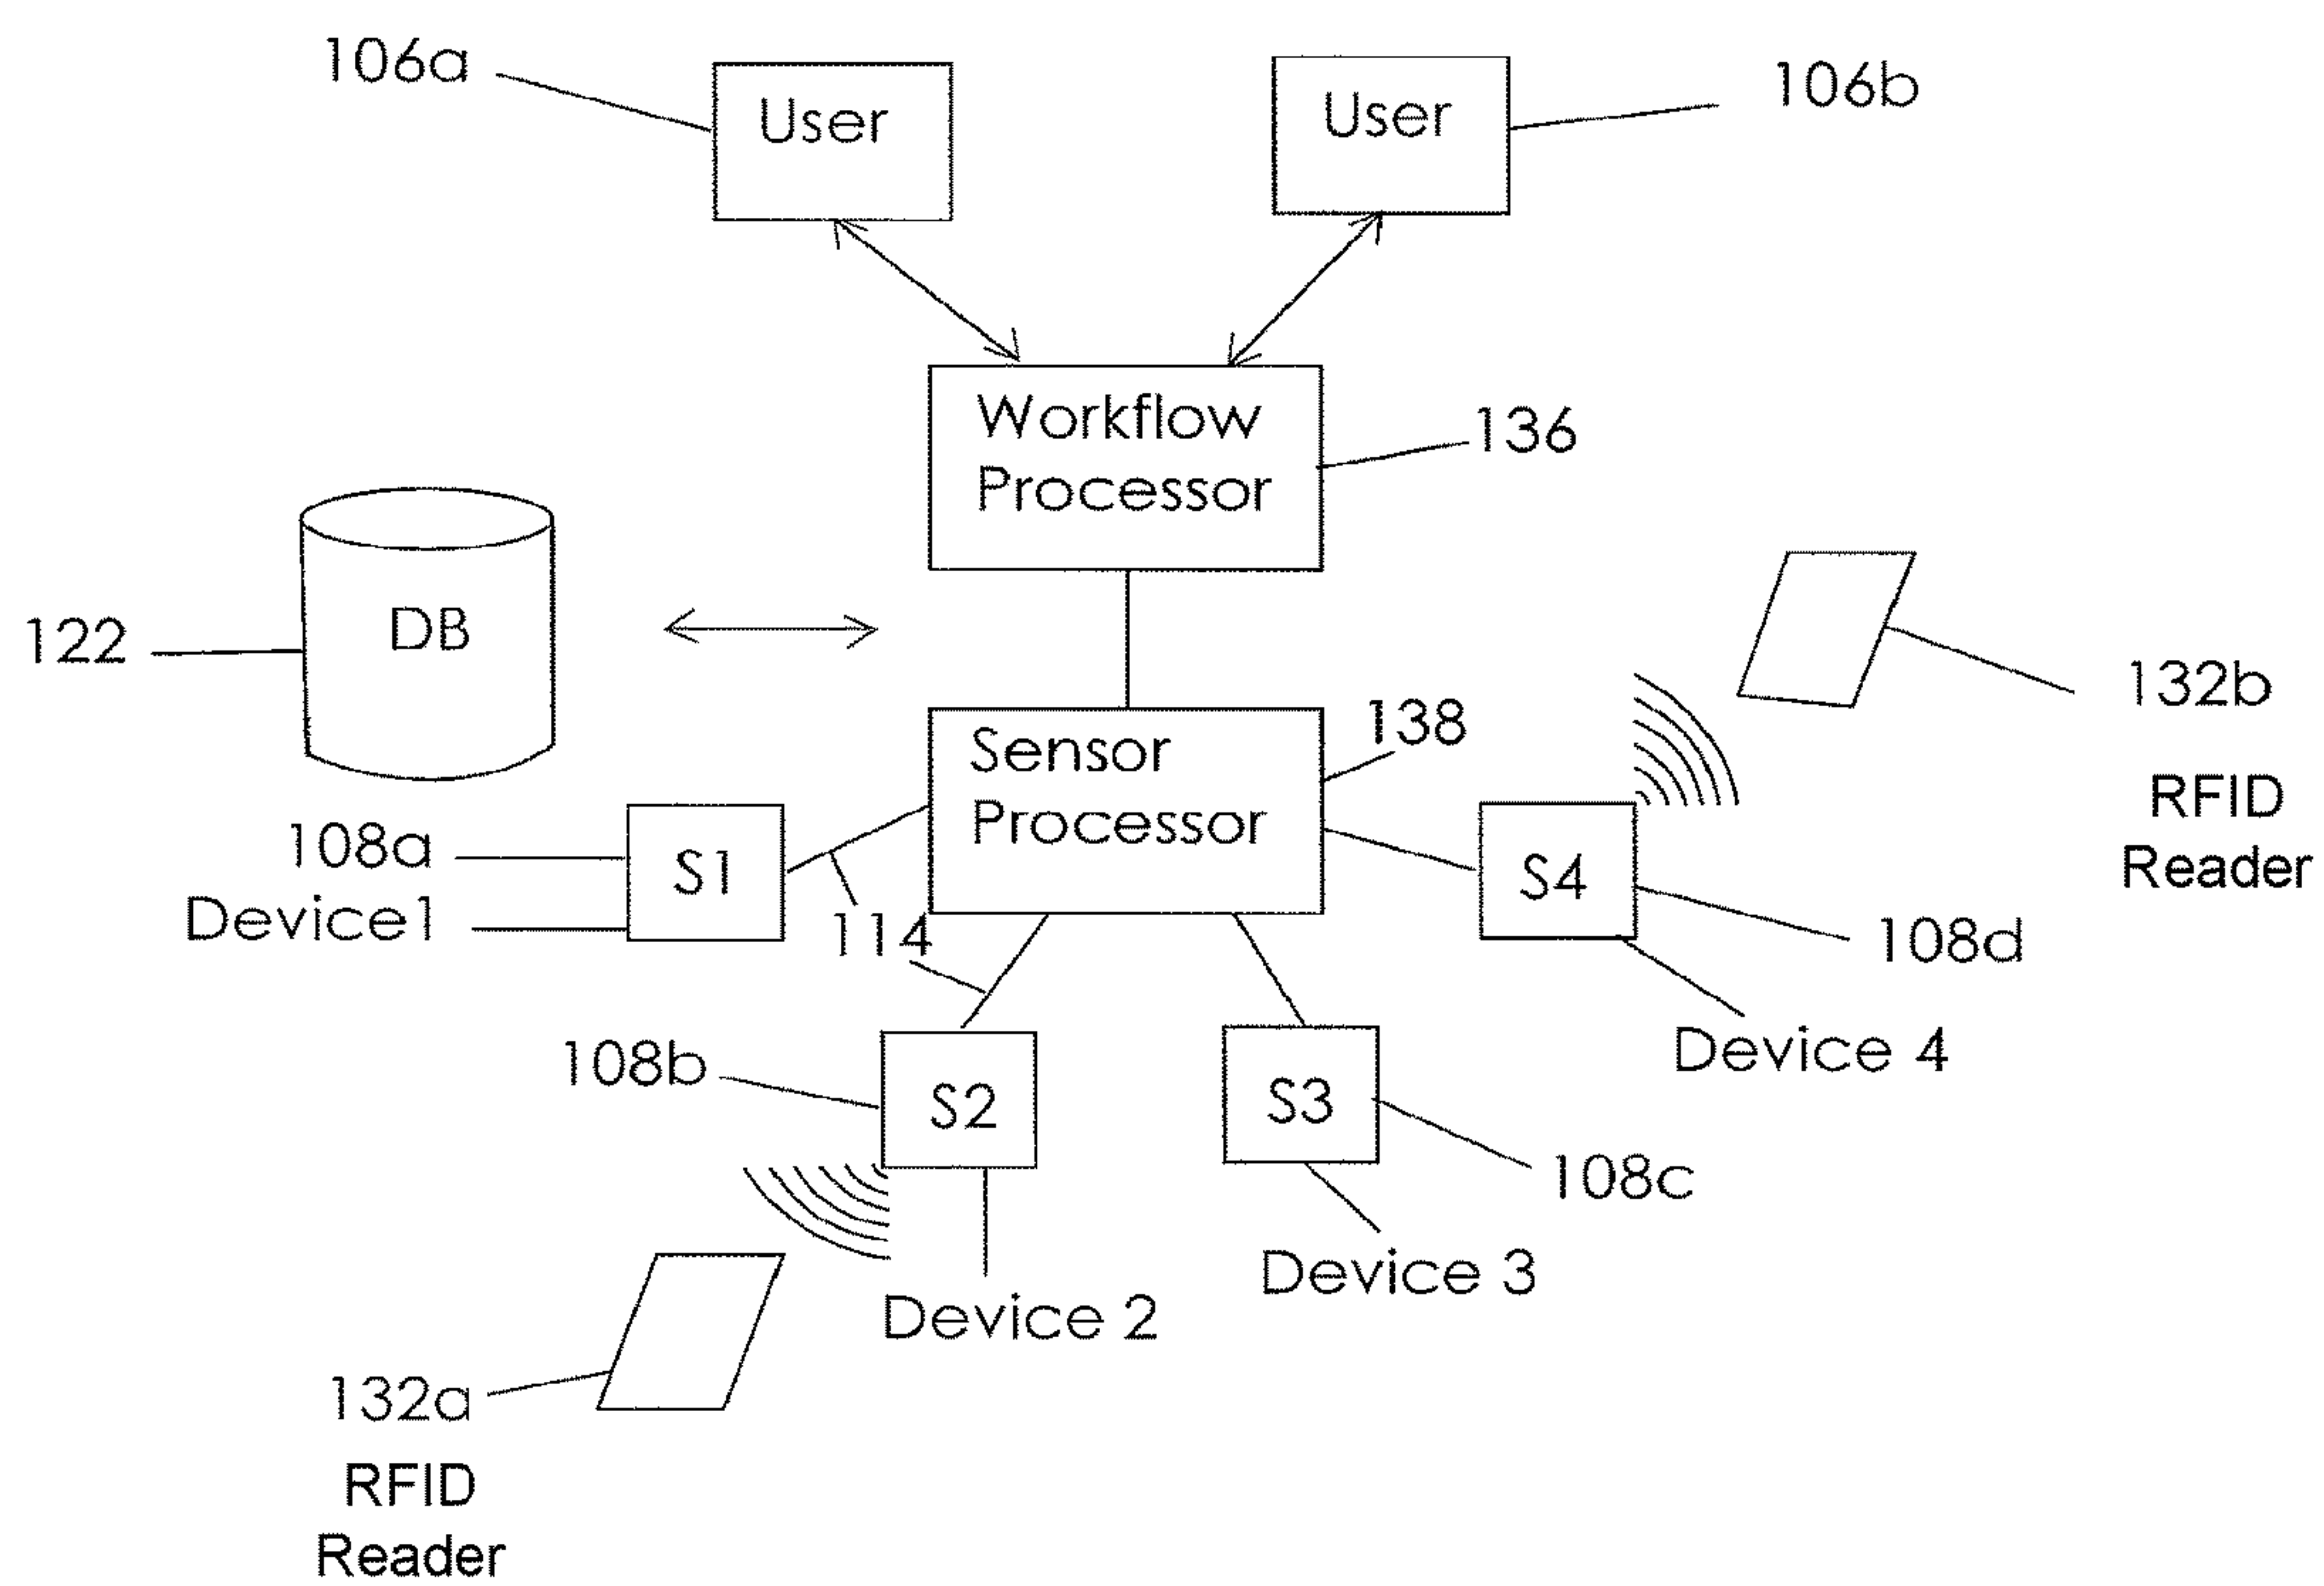 106a
User
User
106b
Workflow
Processor
136
DB
122
132b
RFID
Reader
Sensor
Processor
138
108a
Device1
S1
114
S4
108d
Device 4
108b
S2
S3
108c
Device 2
Device 3
132a
RFID
Reader